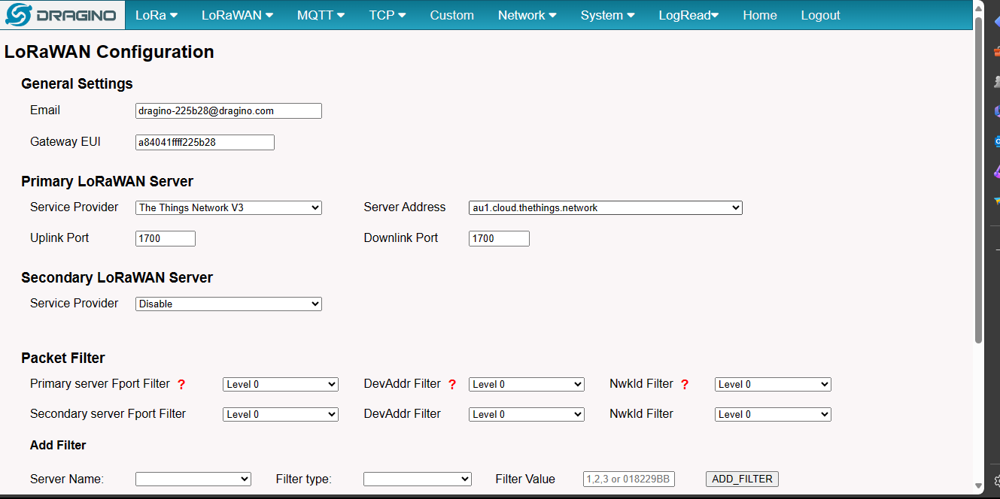 DRAGINO LoRa LoRaWAN MQTT TCP Custom Network System LogRead Home Logout
LoRaWAN Configuration
General Settings
Email dragino-225b28@dragino.com
Gateway EUI a84041ffff225b28
Primary LoRaWAN Server
Service Provider The Things Network V3 Server Address au1.cloud.thethings.network
Uplink Port 1700 Downlink Port 1700
Secondary LoRaWAN Server
Service Provider Disable
Packet Filter
Primary server Fport Filter ? Level 0 DevAddr Filter ? Level 0 NwkId Filter ? Level 0
Secondary server Fport Filter Level 0 DevAddr Filter Level 0 NwkId Filter Level 0
Add Filter
Server Name: Filter type: Filter Value 1,2,3 or 018229BB ADD_FILTER